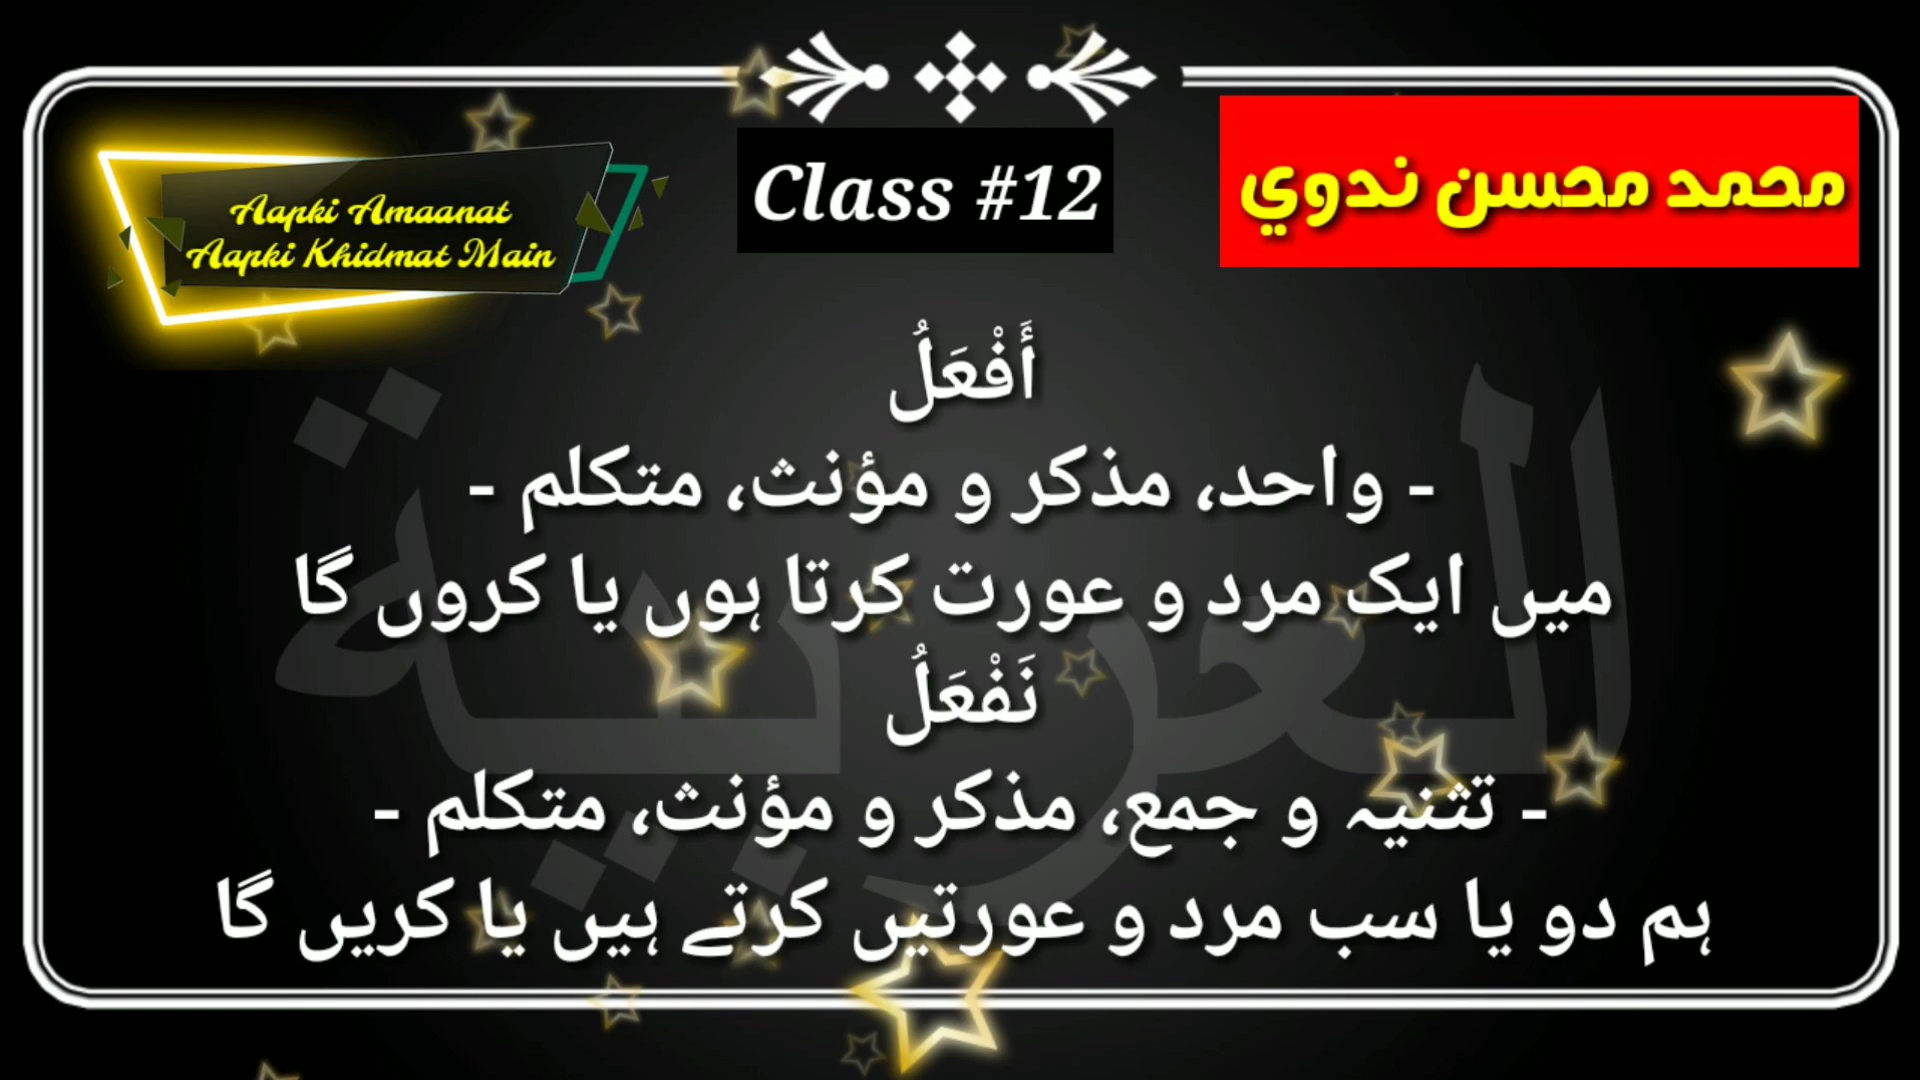 Aapki Amaanat
Aapki Khidmat Main
Class #12
محمد محسن ندوي
العربية
أَفْعَلُ
- واحد، مذکر و مؤنث، متکلم -
میں ایک مرد و عورت کرتا ہوں یا کروں گا
نَفْعَلُ
- تثنیہ و جمع، مذکر و مؤنث، متکلم -
ہم دو یا سب مرد و عورتیں کرتے ہیں یا کریں گا